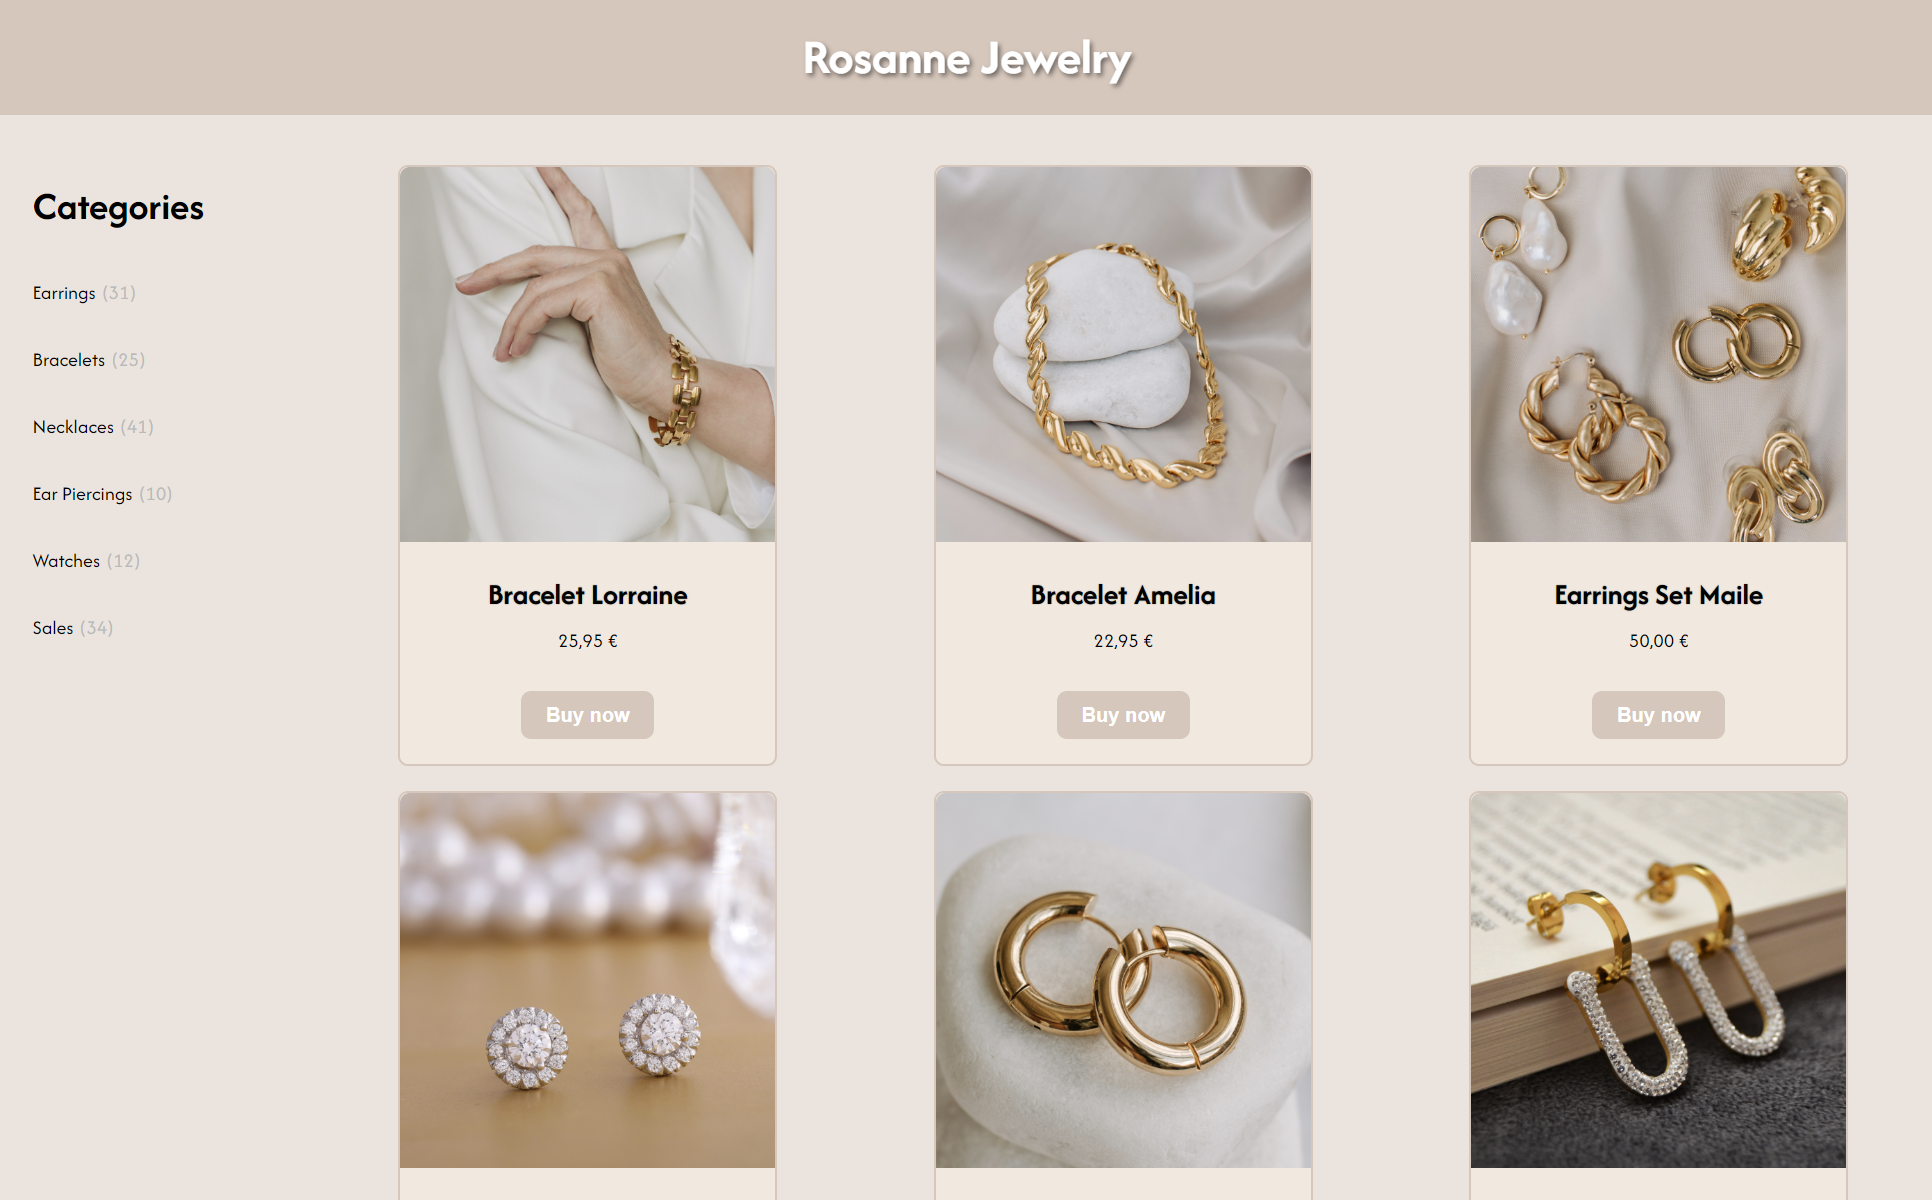 Rosanne Jewelry
Categories
Earrings (31)
Bracelets (25)
Necklaces (41)
Ear Piercings (10)
Watches (12)
Sales (34)
Bracelet Lorraine
25,95 €
Buy now
Bracelet Amelia
22,95 €
Buy now
Earrings Set Maile
50,00 €
Buy now